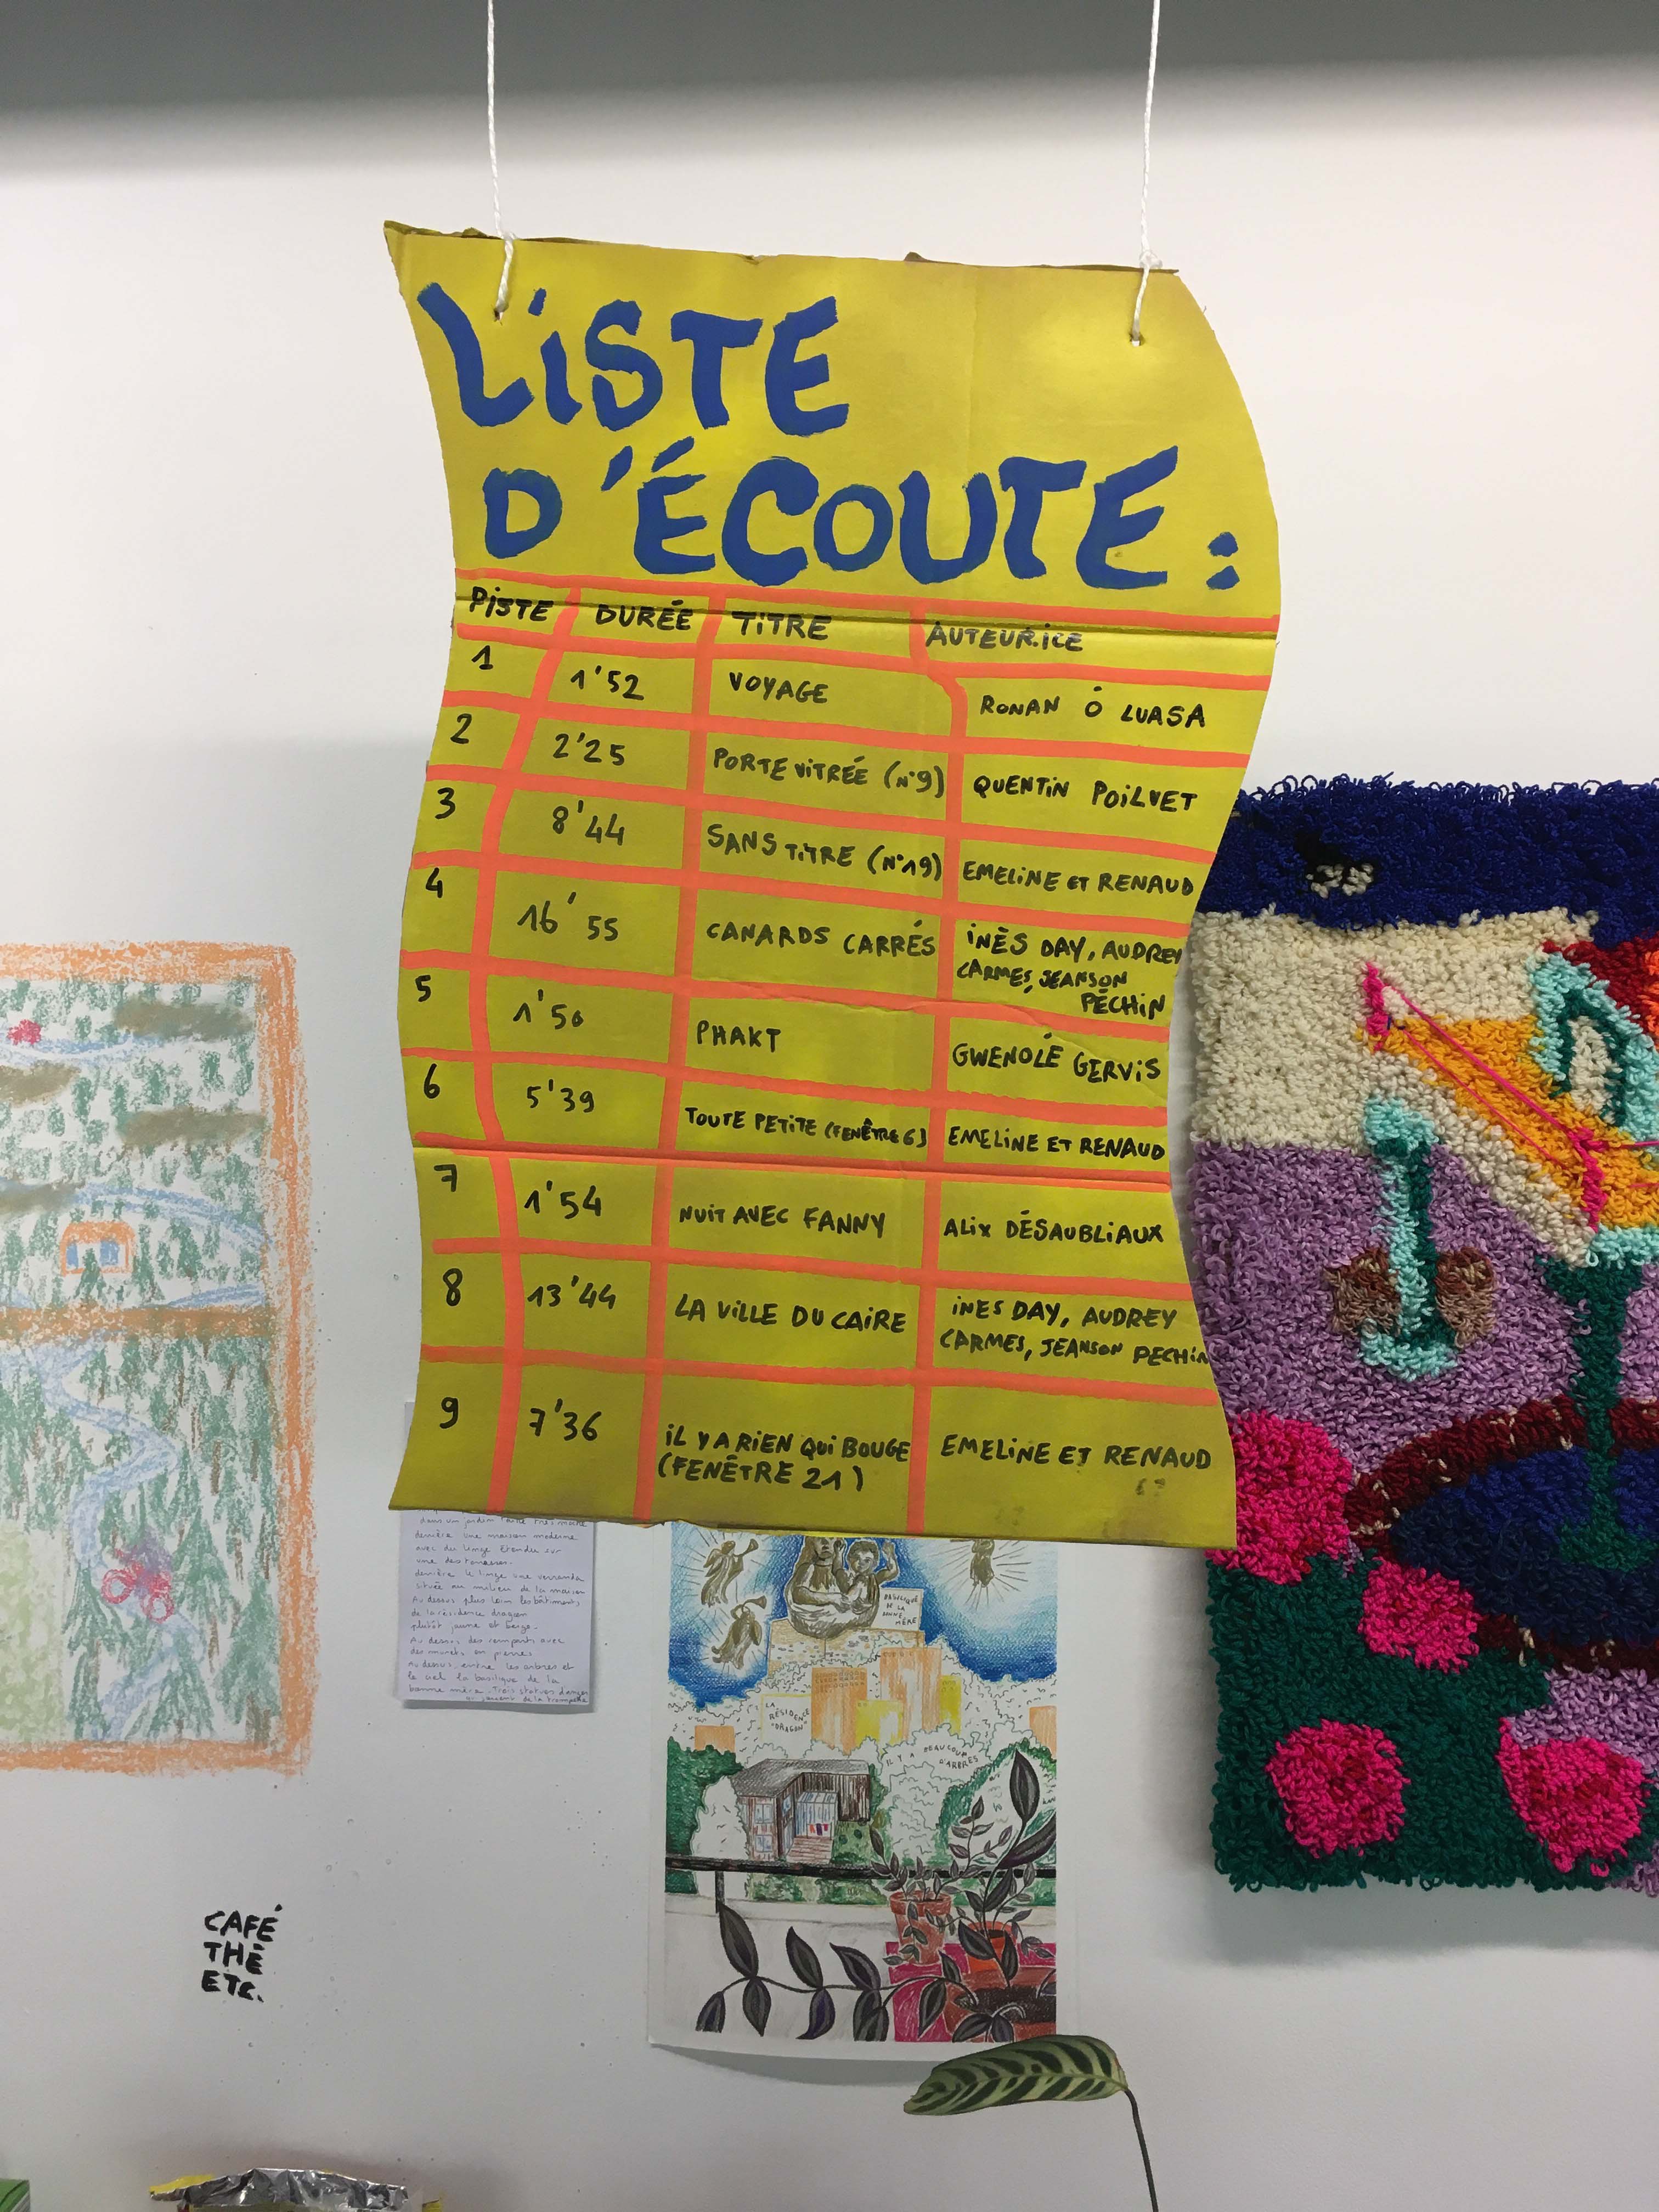 LiSTE
D'ÉCOUTE :
PiSTE DURÉE TiTRE AUTEUR.iCE
1 1'52 VOYAGE RONAN Ó LUASA
2 2'25 PORTE ViTRÉE (N°9) QUENTiN POiLVET
3 8'44 SANS TiTRE (N°19) EMELiNE ET RENAUD
4 16'55 CANARDS CARRÉS iNÈS DAY, AUDREY
CARMES, JEANSON
PÉCHiN
5 1'50 PHAKT GWENOLÉ GERViS
6 5'39 TOUTE PETiTE (FENÊTRE 6) EMELiNE ET RENAUD
7 1'54 NUiT AVEC FANNY ALiX DÉSAUBLiAUX
8 13'44 LA ViLLE DU CAiRE iNES DAY, AUDREY
CARMES, JEANSON PECHiN
9 7'36 iL Y A RiEN QUi BOUGE
(FENÊTRE 21) EMELiNE ET RENAUD
dans un jardin
derrière une maison moderne
avec du linge étendu sur
une des terrasses.
derrière le linge une verranda
située au milieu de la maison
Au dessus plus loin les bâtiments
de la résidence dragon
plutôt jaune et beige.
Au dessus des remparts avec
des murets en pierres
Au dessus, entre les arbres et
le ciel la basilique de la
bonne mère. Trois statues d'anges
de la trompette
BASILIQUE
DE LA
BONNE
MÈRE
LA
RÉSIDENCE
"DRAGON"
IL Y A BEAUCOUP
D'ARBRES
CAFÉ
THÉ
ETC.